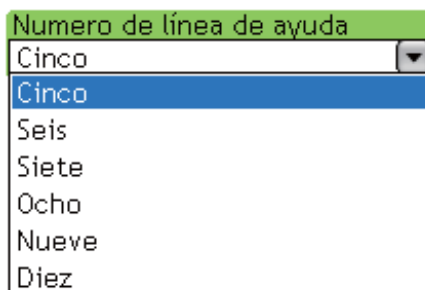 Numero de línea de ayuda
Cinco
Cinco
Seis
Siete
Ocho
Nueve
Diez